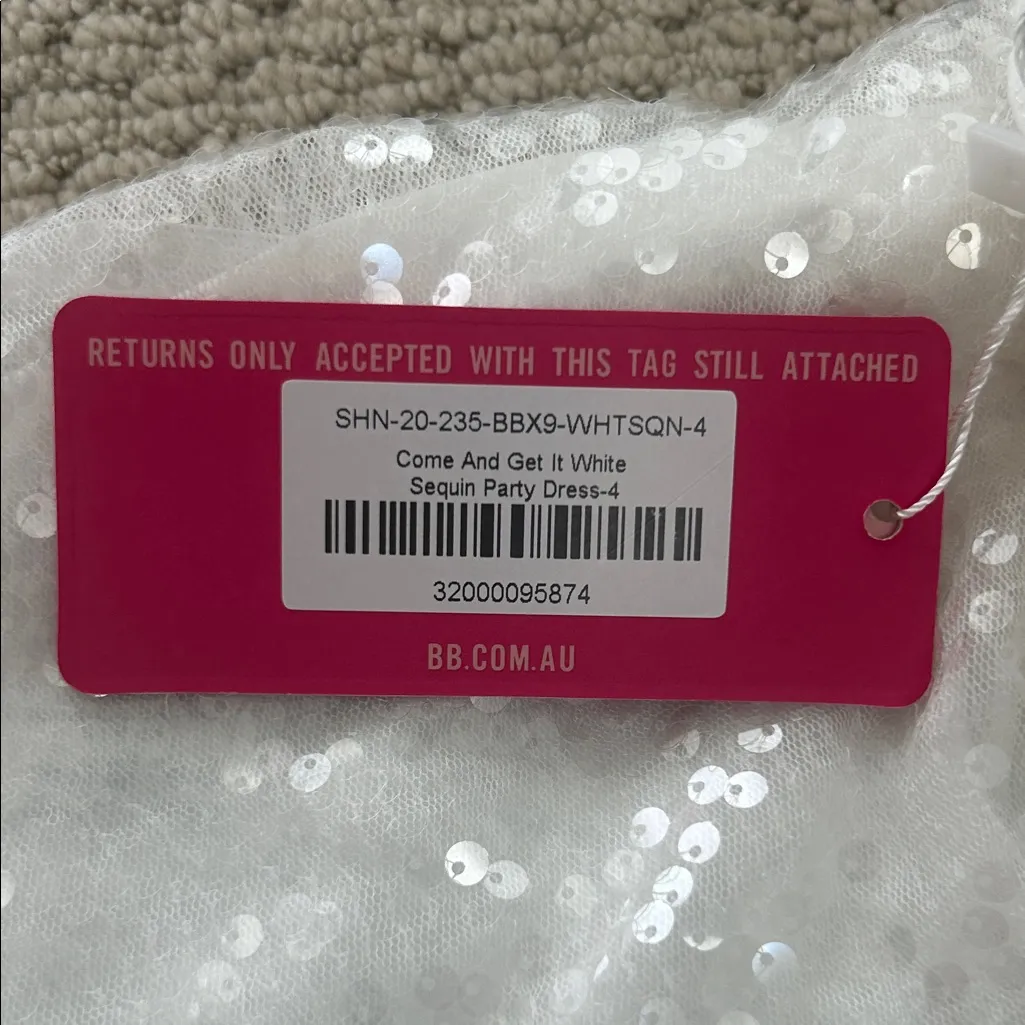 RETURNS ONLY ACCEPTED WITH THIS TAG STILL ATTACHED
SHN-20-235-BBX9-WHTSQN-4
Come And Get It White
Sequin Party Dress-4
32000095874
BB.COM.AU